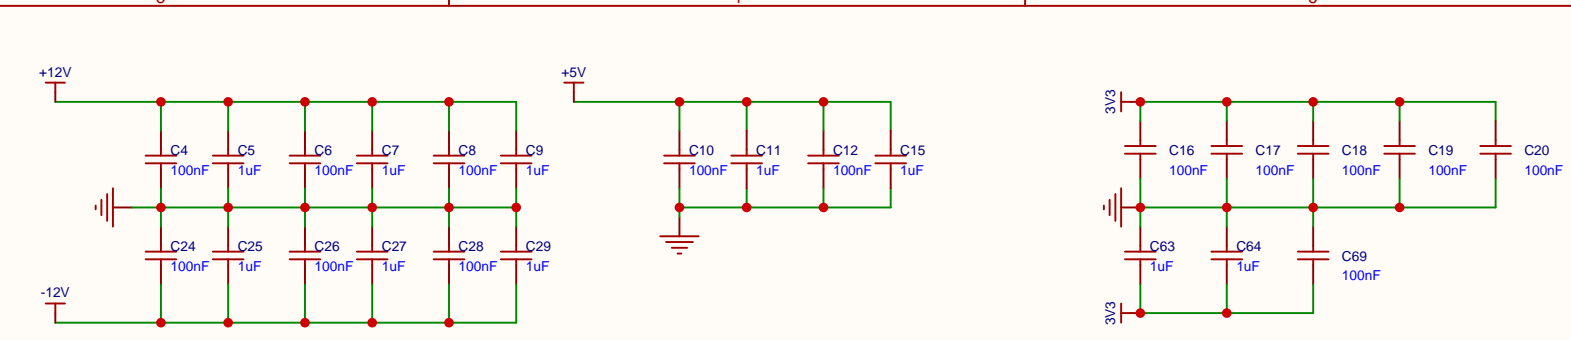 +12V
+5V
3V3
C4
100nF
C5
1uF
C6
100nF
C7
1uF
C8
100nF
C9
1uF
C10
100nF
C11
1uF
C12
100nF
C15
1uF
C16
100nF
C17
100nF
C18
100nF
C19
100nF
C20
100nF
C24
100nF
C25
1uF
C26
100nF
C27
1uF
C28
100nF
C29
1uF
C63
1uF
C64
1uF
C69
100nF
-12V
3V3